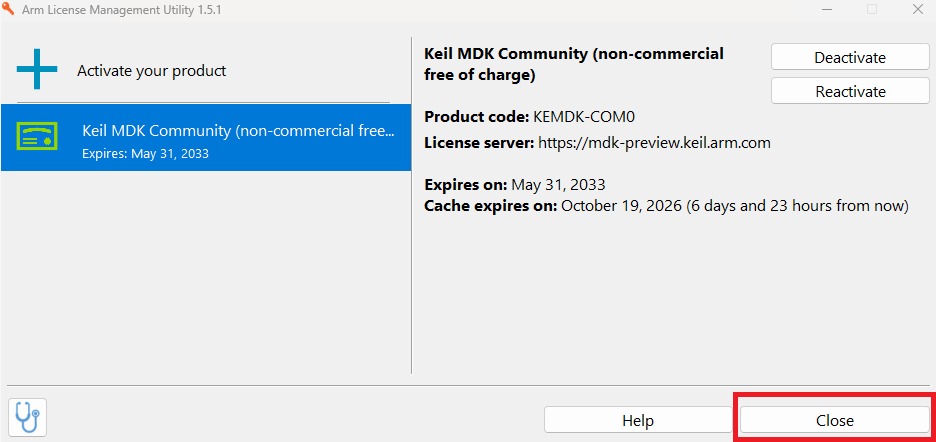 Arm License Management Utility 1.5.1
Activate your product
Keil MDK Community (non-commercial free...
Expires: May 31, 2033
Keil MDK Community (non-commercial
free of charge)
Deactivate
Reactivate
Product code: KEMDK-COM0
License server: https://mdk-preview.keil.arm.com
Expires on: May 31, 2033
Cache expires on: October 19, 2026 (6 days and 23 hours from now)
Help
Close